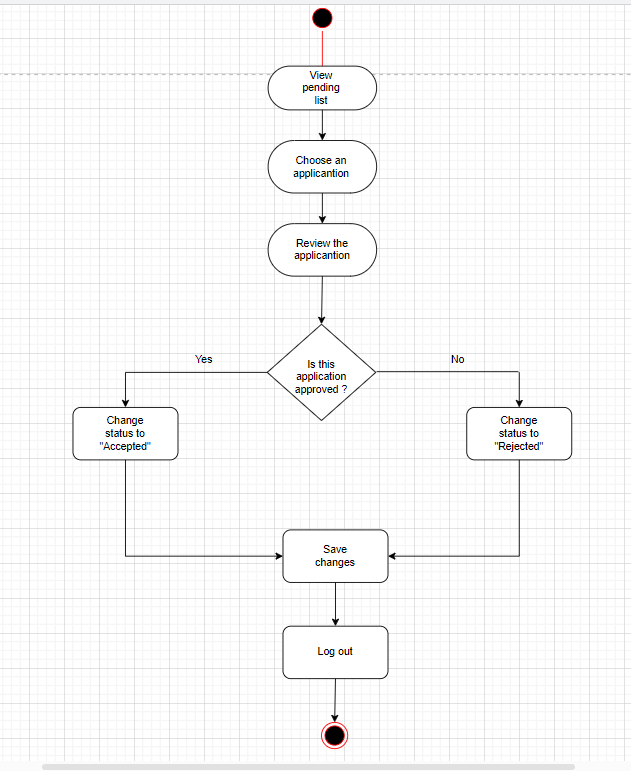 View
pending
list
Choose an
applicantion
Review the
applicantion
Is this
application
approved ?
Yes
No
Change
status to
"Accepted"
Change
status to
"Rejected"
Save
changes
Log out